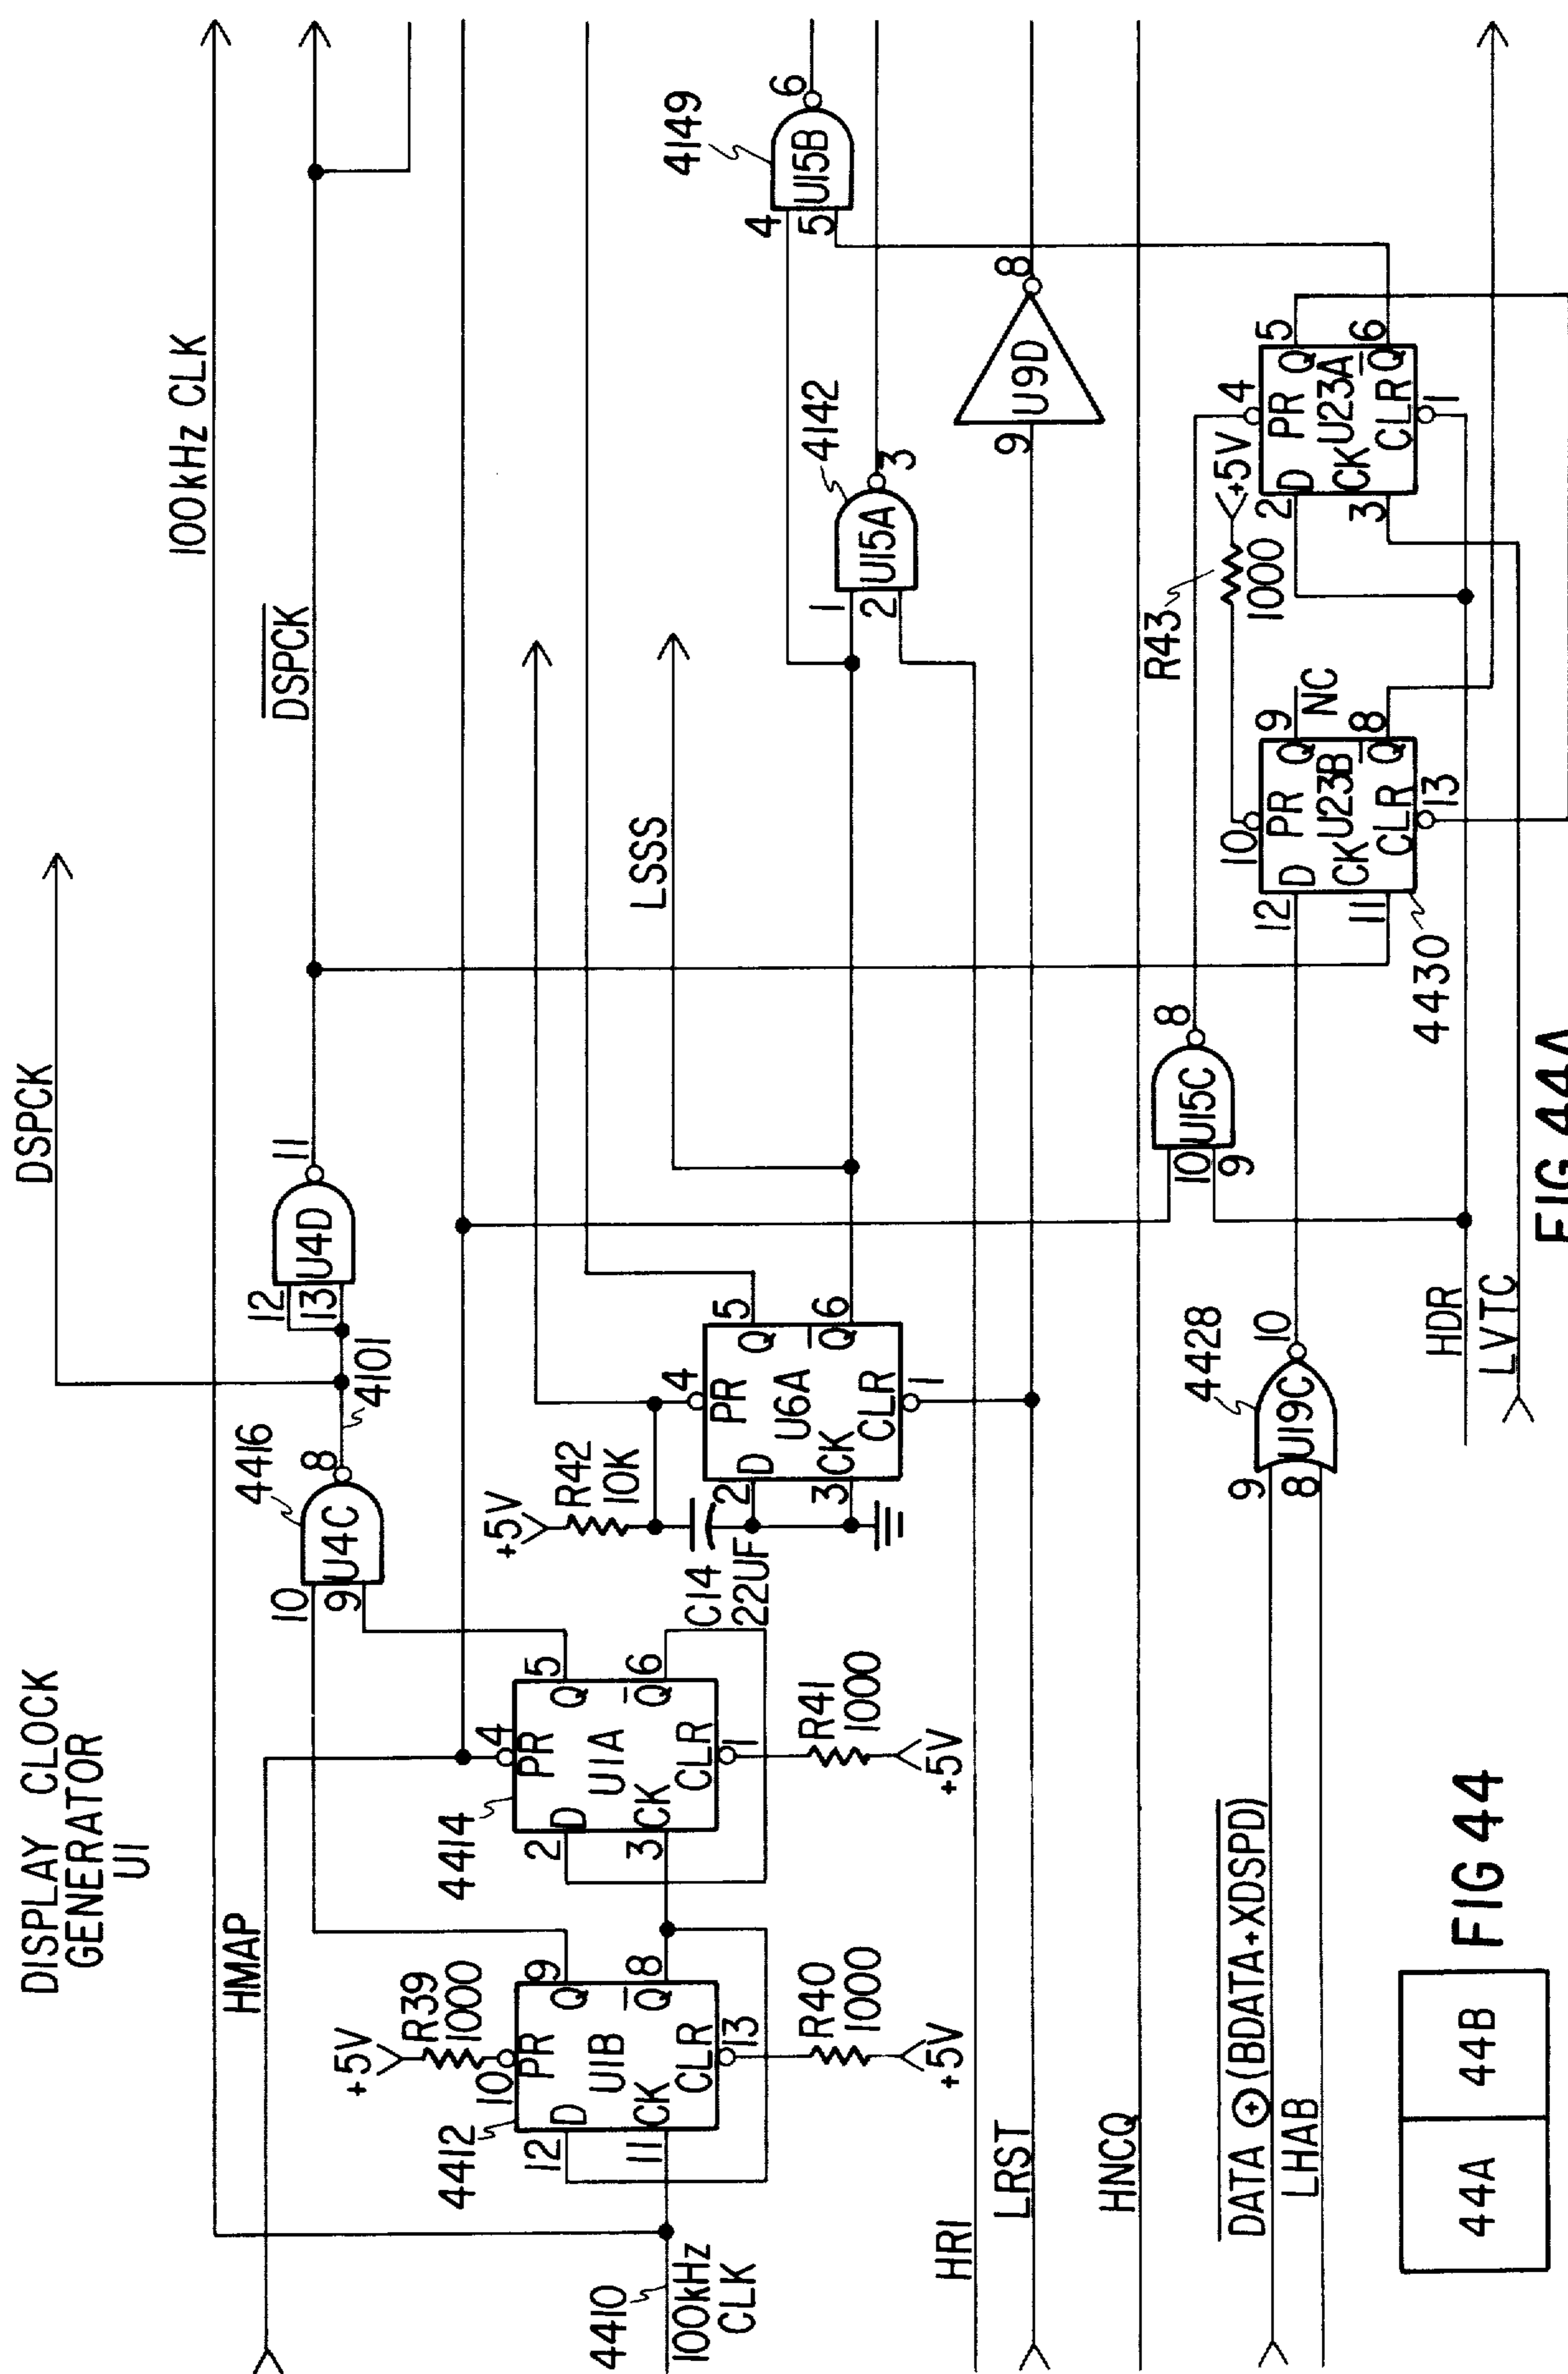 DISPLAY CLOCK
GENERATOR
U1
DSPCK
100kHz CLK
DSPCK
HMAP
4416
10
9
U4C
8
4101
12
13
U4D
11
+5V
R39
1000
4412
12
10
PR
D
U1B
CK
11
CLR
13
Q
9
Q
8
R40
1000
+5V
4410
100kHz
CLK
4414
2
4
PR
D
U1A
CK
3
CLR
1
Q
5
Q
6
R41
1000
+5V
+5V
R42
10K
C14
22UF
2
4
PR
D
U6A
CK
3
CLR
1
Q
5
Q
6
LSSS
1
2
U15A
3
4142
4
5
U15B
6
4149
9
U9D
8
HRI
LRST
HNCQ
10
9
U15C
8
DATA ⊕ (BDATA+XDSPD)
LHAB
9
8
U19C
10
4428
R43
1000
+5V
12
10
D
PR
U23B
CK
11
CLR
13
Q
9
NC
Q
8
4430
2
4
D
PR
U23A
CK
3
CLR
1
Q
5
Q
6
HDR
LVTC
44A
44B
FIG 44
FIG 44A